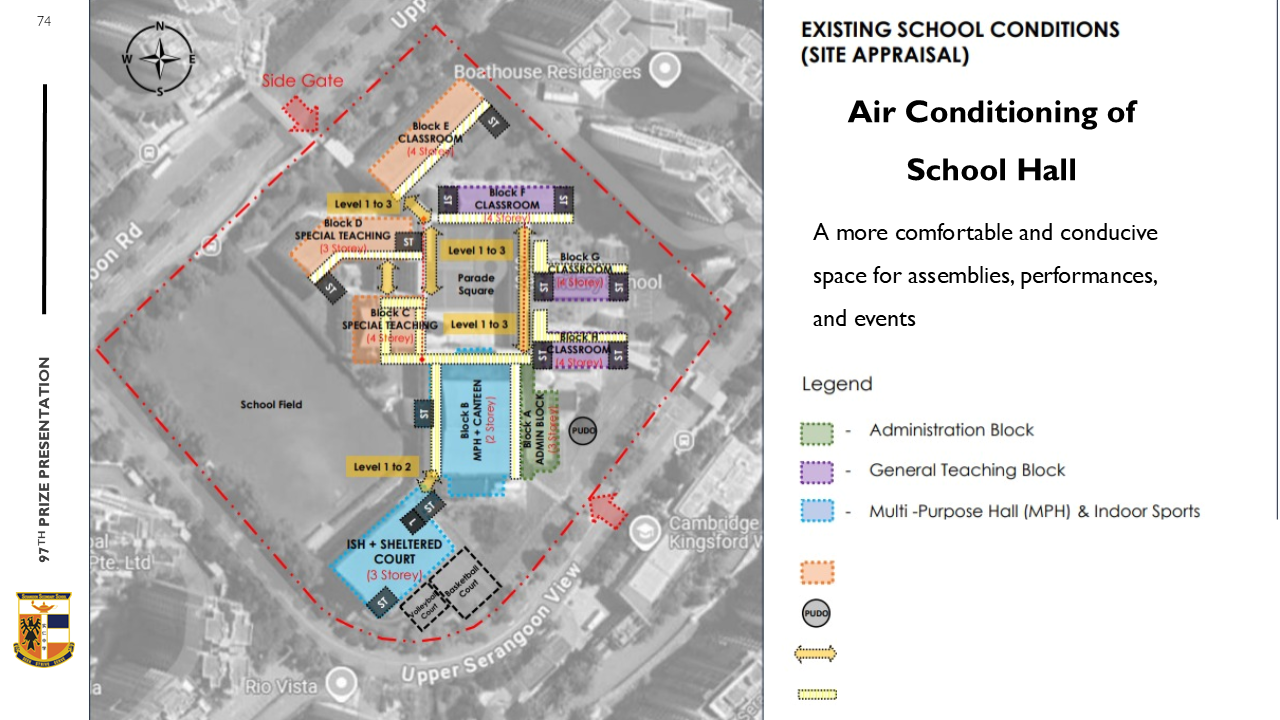 74
97TH PRIZE PRESENTATION
N
W
E
S
Side Gate
Upp
Boathouse Residences
Block E
CLASSROOM
(4 Storey)
ST
Level 1 to 3
Block F
CLASSROOM
(4 Storey)
ST
ST
Block D
SPECIAL TEACHING
(3 Storey)
ST
ST
Level 1 to 3
Parade
Square
Block G
CLASSROOM
(4 Storey)
ST
ST
hool
oon Rd
Block C
SPECIAL TEACHING
(4 Storey)
Level 1 to 3
Block H
CLASSROOM
(4 Storey)
ST
ST
School Field
ST
Block B
MPH + CANTEEN
(2 Storey)
Block A
ADMIN BLOCK
(3 Storey)
PUDO
Level 1 to 2
ST
L
ISH + SHELTERED
COURT
(3 Storey)
ST
Volleyball
Court
Basketball
Court
Cambridge
Kingsford W
pal
Pte. Ltd
Upper Serangoon View
Rio Vista
a
EXISTING SCHOOL CONDITIONS
(SITE APPRAISAL)
Air Conditioning of
School Hall
A more comfortable and conducive
space for assemblies, performances,
and events
Legend
- Administration Block
- General Teaching Block
- Multi -Purpose Hall (MPH) & Indoor Sports
PUDO